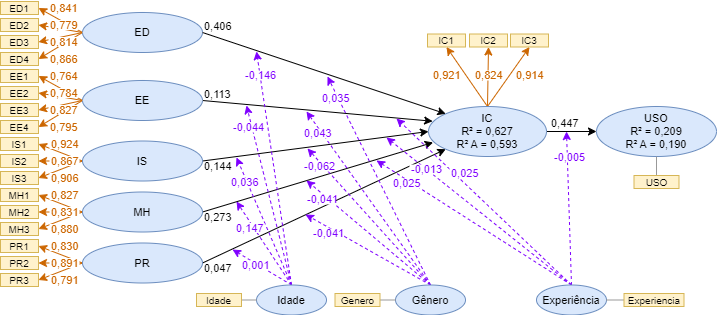 ED1 0,841
ED2 0,779
ED3 0,814
ED4 0,866
ED
0,406
EE1 0,764
EE2 0,784
EE3 0,827
EE4 0,795
EE
0,113
IS1 0,924
IS2 0,867
IS3 0,906
IS
0,144
MH1 0,827
MH2 0,831
MH3 0,880
MH
0,273
PR1 0,830
PR2 0,891
PR3 0,791
PR
0,047
-0,146
-0,044
0,036
0,147
0,001
0,035
0,043
-0,062
-0,041
-0,041
IC1 IC2 IC3
0,921 0,824 0,914
IC
R² = 0,627
R² A = 0,593
0,447
USO
R² = 0,209
R² A = 0,190
USO
-0,013
0,025
0,025
-0,005
Idade
Idade
Genero
Gênero
Experiência
Experiencia